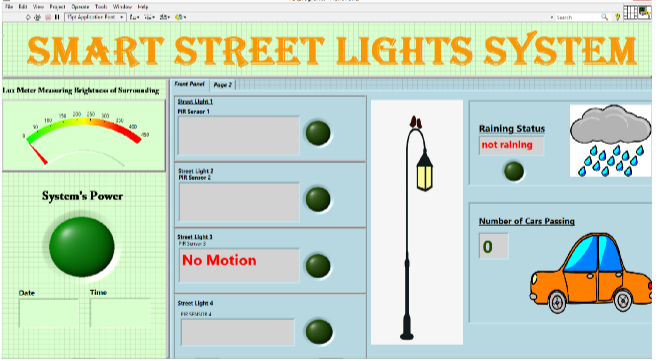 File Edit View Project Operate Tools Window Help
15pt Application Font
Search
SMART STREET LIGHTS SYSTEM
Lux Meter Measuring Brightness of Surrounding
0 50 100 150 200 250 300 350 400 450
System's Power
Date Time
Front Panel Page 2
Street Light 1
PIR Sensor 1
Street Light 2
PIR Sensor 2
Street Light 3
PIR Sensor 3
No Motion
Street Light 4
PIR SENSOR 4
Raining Status
not raining
Number of Cars Passing
0